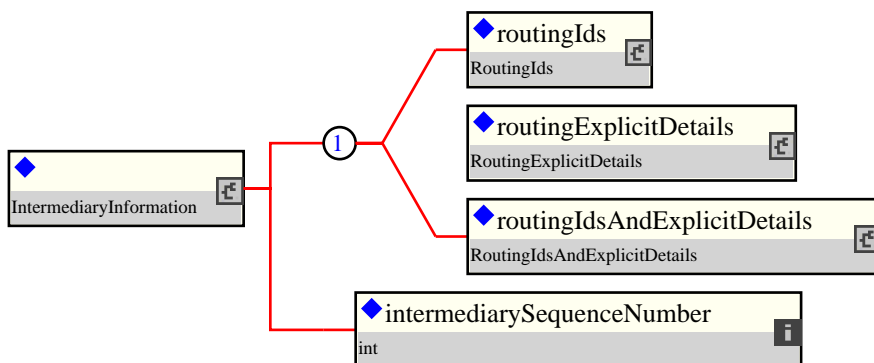 routingIds
RoutingIds
routingExplicitDetails
RoutingExplicitDetails
1
IntermediaryInformation
routingIdsAndExplicitDetails
RoutingIdsAndExplicitDetails
intermediarySequenceNumber
int
i